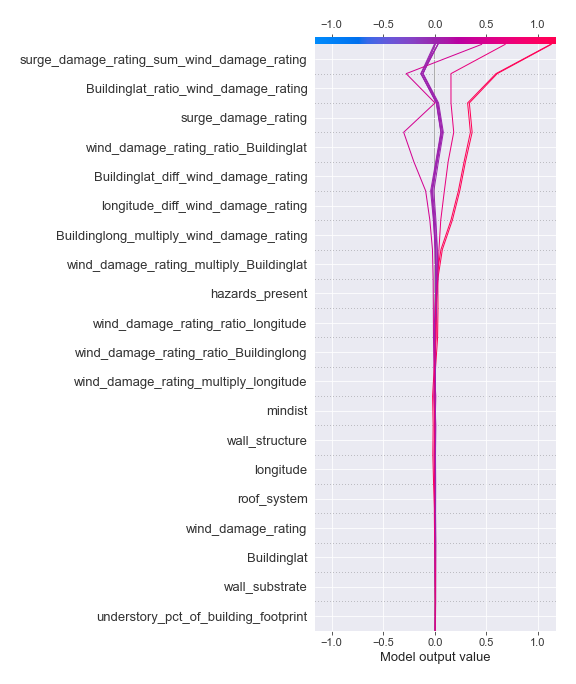 −1.0 −0.5 0.0 0.5 1.0
surge_damage_rating_sum_wind_damage_rating
Buildinglat_ratio_wind_damage_rating
surge_damage_rating
wind_damage_rating_ratio_Buildinglat
Buildinglat_diff_wind_damage_rating
longitude_diff_wind_damage_rating
Buildinglong_multiply_wind_damage_rating
wind_damage_rating_multiply_Buildinglat
hazards_present
wind_damage_rating_ratio_longitude
wind_damage_rating_ratio_Buildinglong
wind_damage_rating_multiply_longitude
mindist
wall_structure
longitude
roof_system
wind_damage_rating
Buildinglat
wall_substrate
understory_pct_of_building_footprint
−1.0 −0.5 0.0 0.5 1.0
Model output value